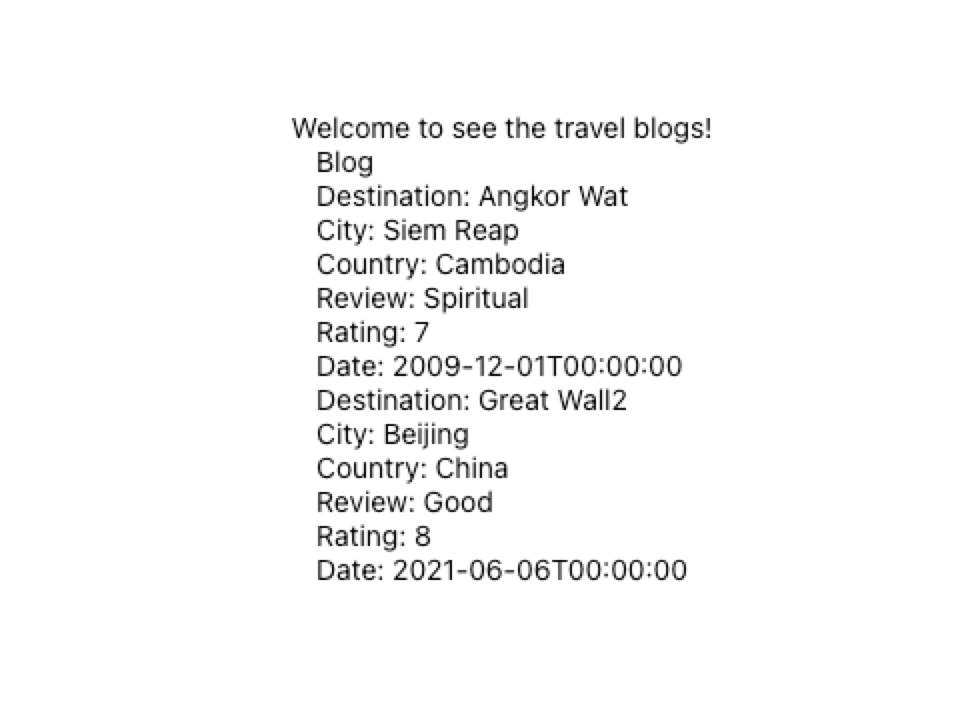 Welcome to see the travel blogs!
Blog
Destination: Angkor Wat
City: Siem Reap
Country: Cambodia
Review: Spiritual
Rating: 7
Date: 2009-12-01T00:00:00
Destination: Great Wall2
City: Beijing
Country: China
Review: Good
Rating: 8
Date: 2021-06-06T00:00:00